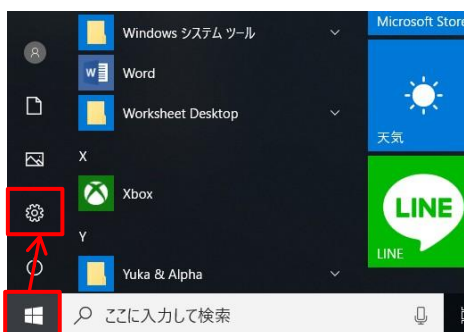 Windows システム ツール
Word
Worksheet Desktop
X
Xbox
Y
Yuka & Alpha
Microsoft Store
天気
LINE
LINE
ここに入力して検索